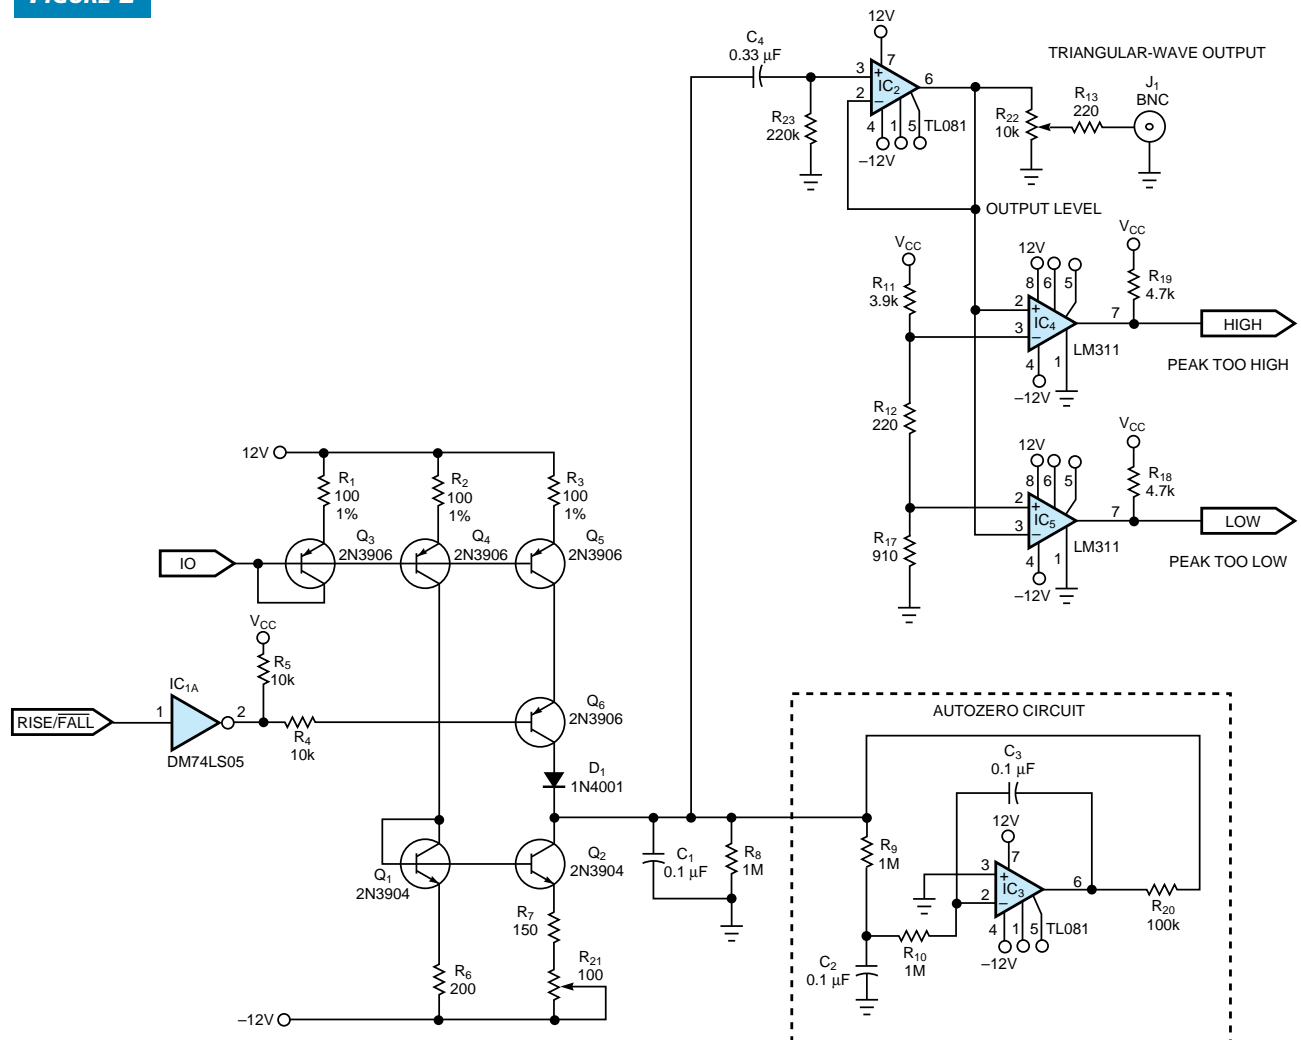 FIGURE 2
12V
C4
0.33 µF
3
+
7
IC2
6
2
–
R23
220k
4
1
5
TL081
–12V
TRIANGULAR-WAVE OUTPUT
R22
10k
R13
220
J1
BNC
OUTPUT LEVEL
VCC
R11
3.9k
12V
8
6
5
2
+
IC4
3
–
7
LM311
4
1
–12V
VCC
R19
4.7k
HIGH
PEAK TOO HIGH
R12
220
12V
8
6
5
2
+
IC5
3
–
7
LM311
4
1
–12V
VCC
R18
4.7k
LOW
PEAK TOO LOW
R17
910
12V
R1
100
1%
R2
100
1%
R3
100
1%
Q3
2N3906
Q4
2N3906
Q5
2N3906
IO
VCC
R5
10k
IC1A
RISE/FALL
1
2
DM74LS05
R4
10k
Q6
2N3906
D1
1N4001
Q1
2N3904
Q2
2N3904
C1
0.1 µF
R8
1M
R7
150
R6
200
R21
100
–12V
AUTOZERO CIRCUIT
C3
0.1 µF
R9
1M
12V
3
+
7
IC3
6
2
–
4
1
5
TL081
–12V
R20
100k
R10
1M
C2
0.1 µF